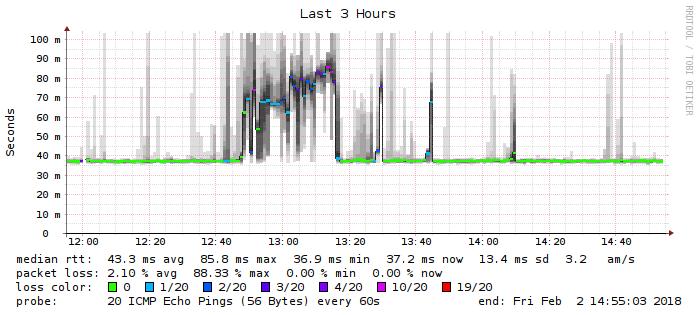 Last 3 Hours
RRDTOOL / TOBI OETIKER
Seconds
100 m
90 m
80 m
70 m
60 m
50 m
40 m
30 m
20 m
10 m
0
12:00 12:20 12:40 13:00 13:20 13:40 14:00 14:20 14:40
median rtt: 43.3 ms avg 85.8 ms max 36.9 ms min 37.2 ms now 13.4 ms sd 3.2 am/s
packet loss: 2.10 % avg 88.33 % max 0.00 % min 0.00 % now
loss color: 0 1/20 2/20 3/20 4/20 10/20 19/20
probe: 20 ICMP Echo Pings (56 Bytes) every 60s end: Fri Feb 2 14:55:03 2018